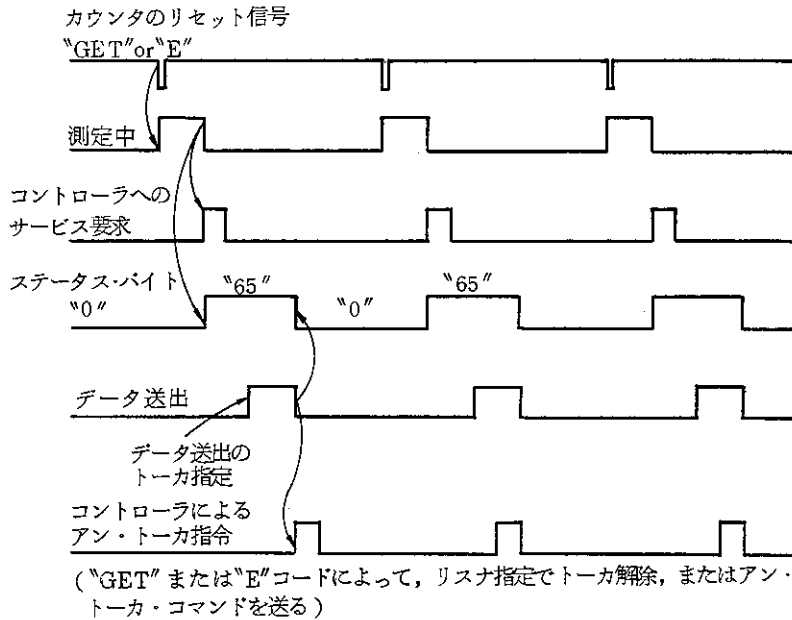 カウンタのリセット信号
〝GET〞or〝E〞
測定中
コントローラへの
サービス要求
ステータス・バイト
〝0〞
〝65〞
〝0〞
〝65〞
データ送出
データ送出の
トーカ指定
コントローラによる
アン・トーカ指令
(〝GET〞または〝E〞コードによって，リスナ指定でトーカ解除，またはアン・
トーカ・コマンドを送る)